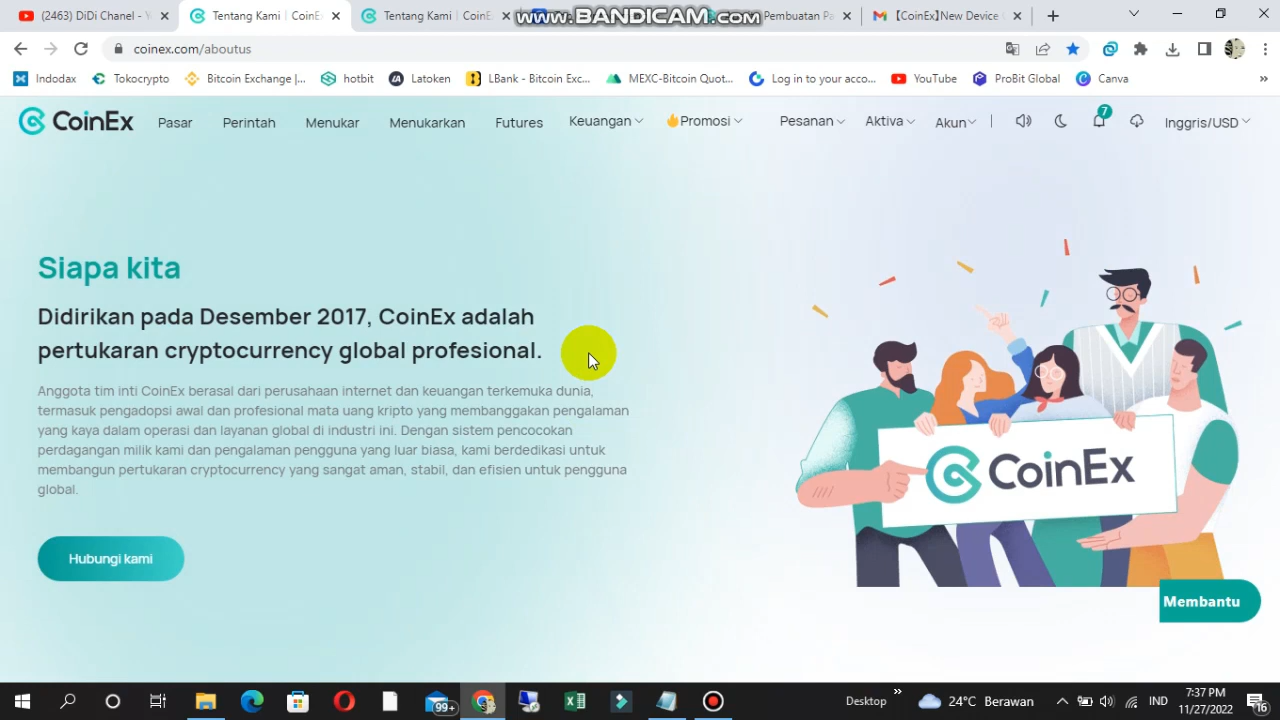 (2463) DiDi Chanel - Y
Tentang Kami | CoinEx
Tentang Kami | CoinEx
www.BANDICAM.com
Pembuatan Pa
【CoinEx】New Device
coinex.com/aboutus
Indodax
Tokocrypto
Bitcoin Exchange |...
hotbit
Latoken
LBank - Bitcoin Exc...
MEXC-Bitcoin Quot...
Log in to your acco...
YouTube
ProBit Global
Canva
»
CoinEx
Pasar
Perintah
Menukar
Menukarkan
Futures
Keuangan
Promosi
Pesanan
Aktiva
Akun
7
Inggris/USD
Siapa kita
Didirikan pada Desember 2017, CoinEx adalah
pertukaran cryptocurrency global profesional.
Anggota tim inti CoinEx berasal dari perusahaan internet dan keuangan terkemuka dunia,
termasuk pengadopsi awal dan profesional mata uang kripto yang membanggakan pengalaman
yang kaya dalam operasi dan layanan global di industri ini. Dengan sistem pencocokan
perdagangan milik kami dan pengalaman pengguna yang luar biasa, kami berdedikasi untuk
membangun pertukaran cryptocurrency yang sangat aman, stabil, dan efisien untuk pengguna
global.
Hubungi kami
CoinEx
Membantu
99+
Desktop
»
24°C Berawan
IND
7:37 PM
11/27/2022
16